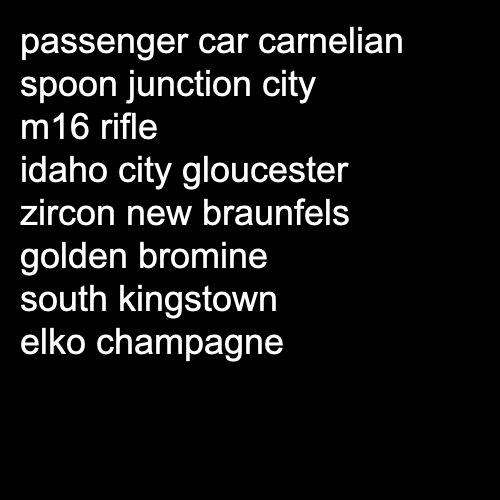 passenger car carnelian
spoon junction city
m16 rifle
idaho city gloucester
zircon new braunfels
golden bromine
south kingstown
elko champagne